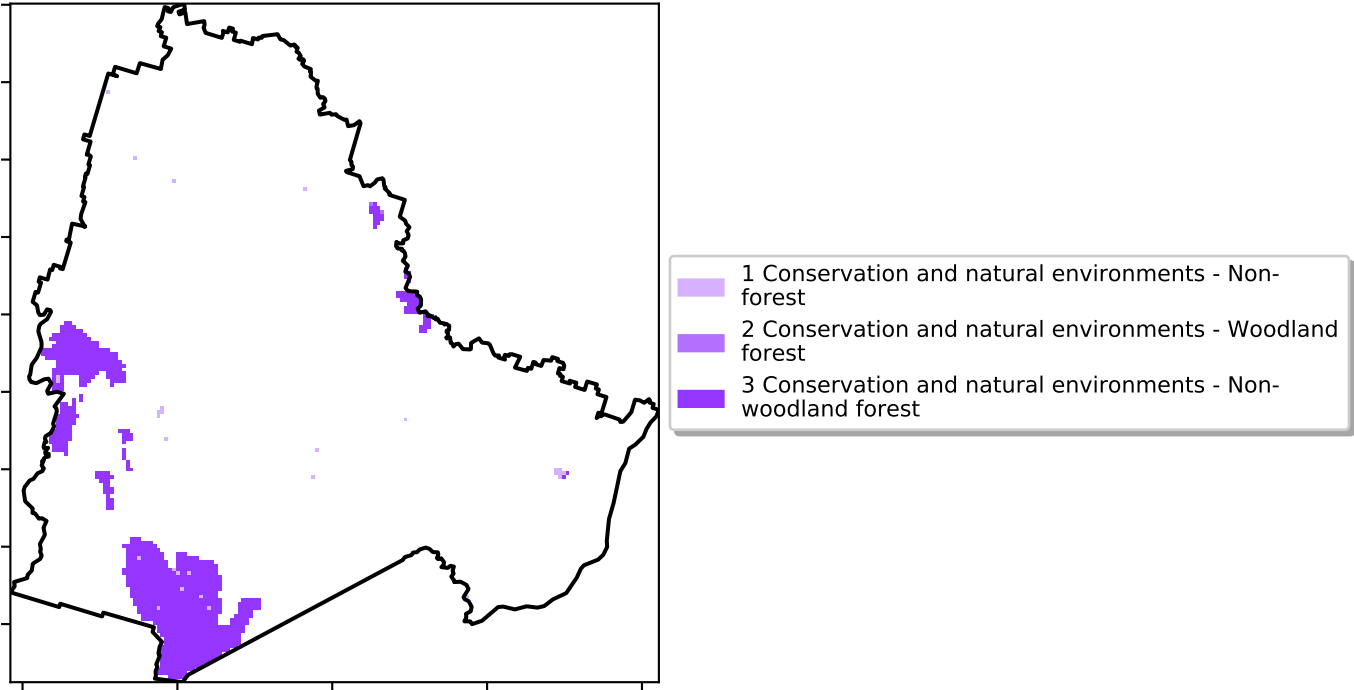 1 Conservation and natural environments - Non-
forest
2 Conservation and natural environments - Woodland
forest
3 Conservation and natural environments - Non-
woodland forest